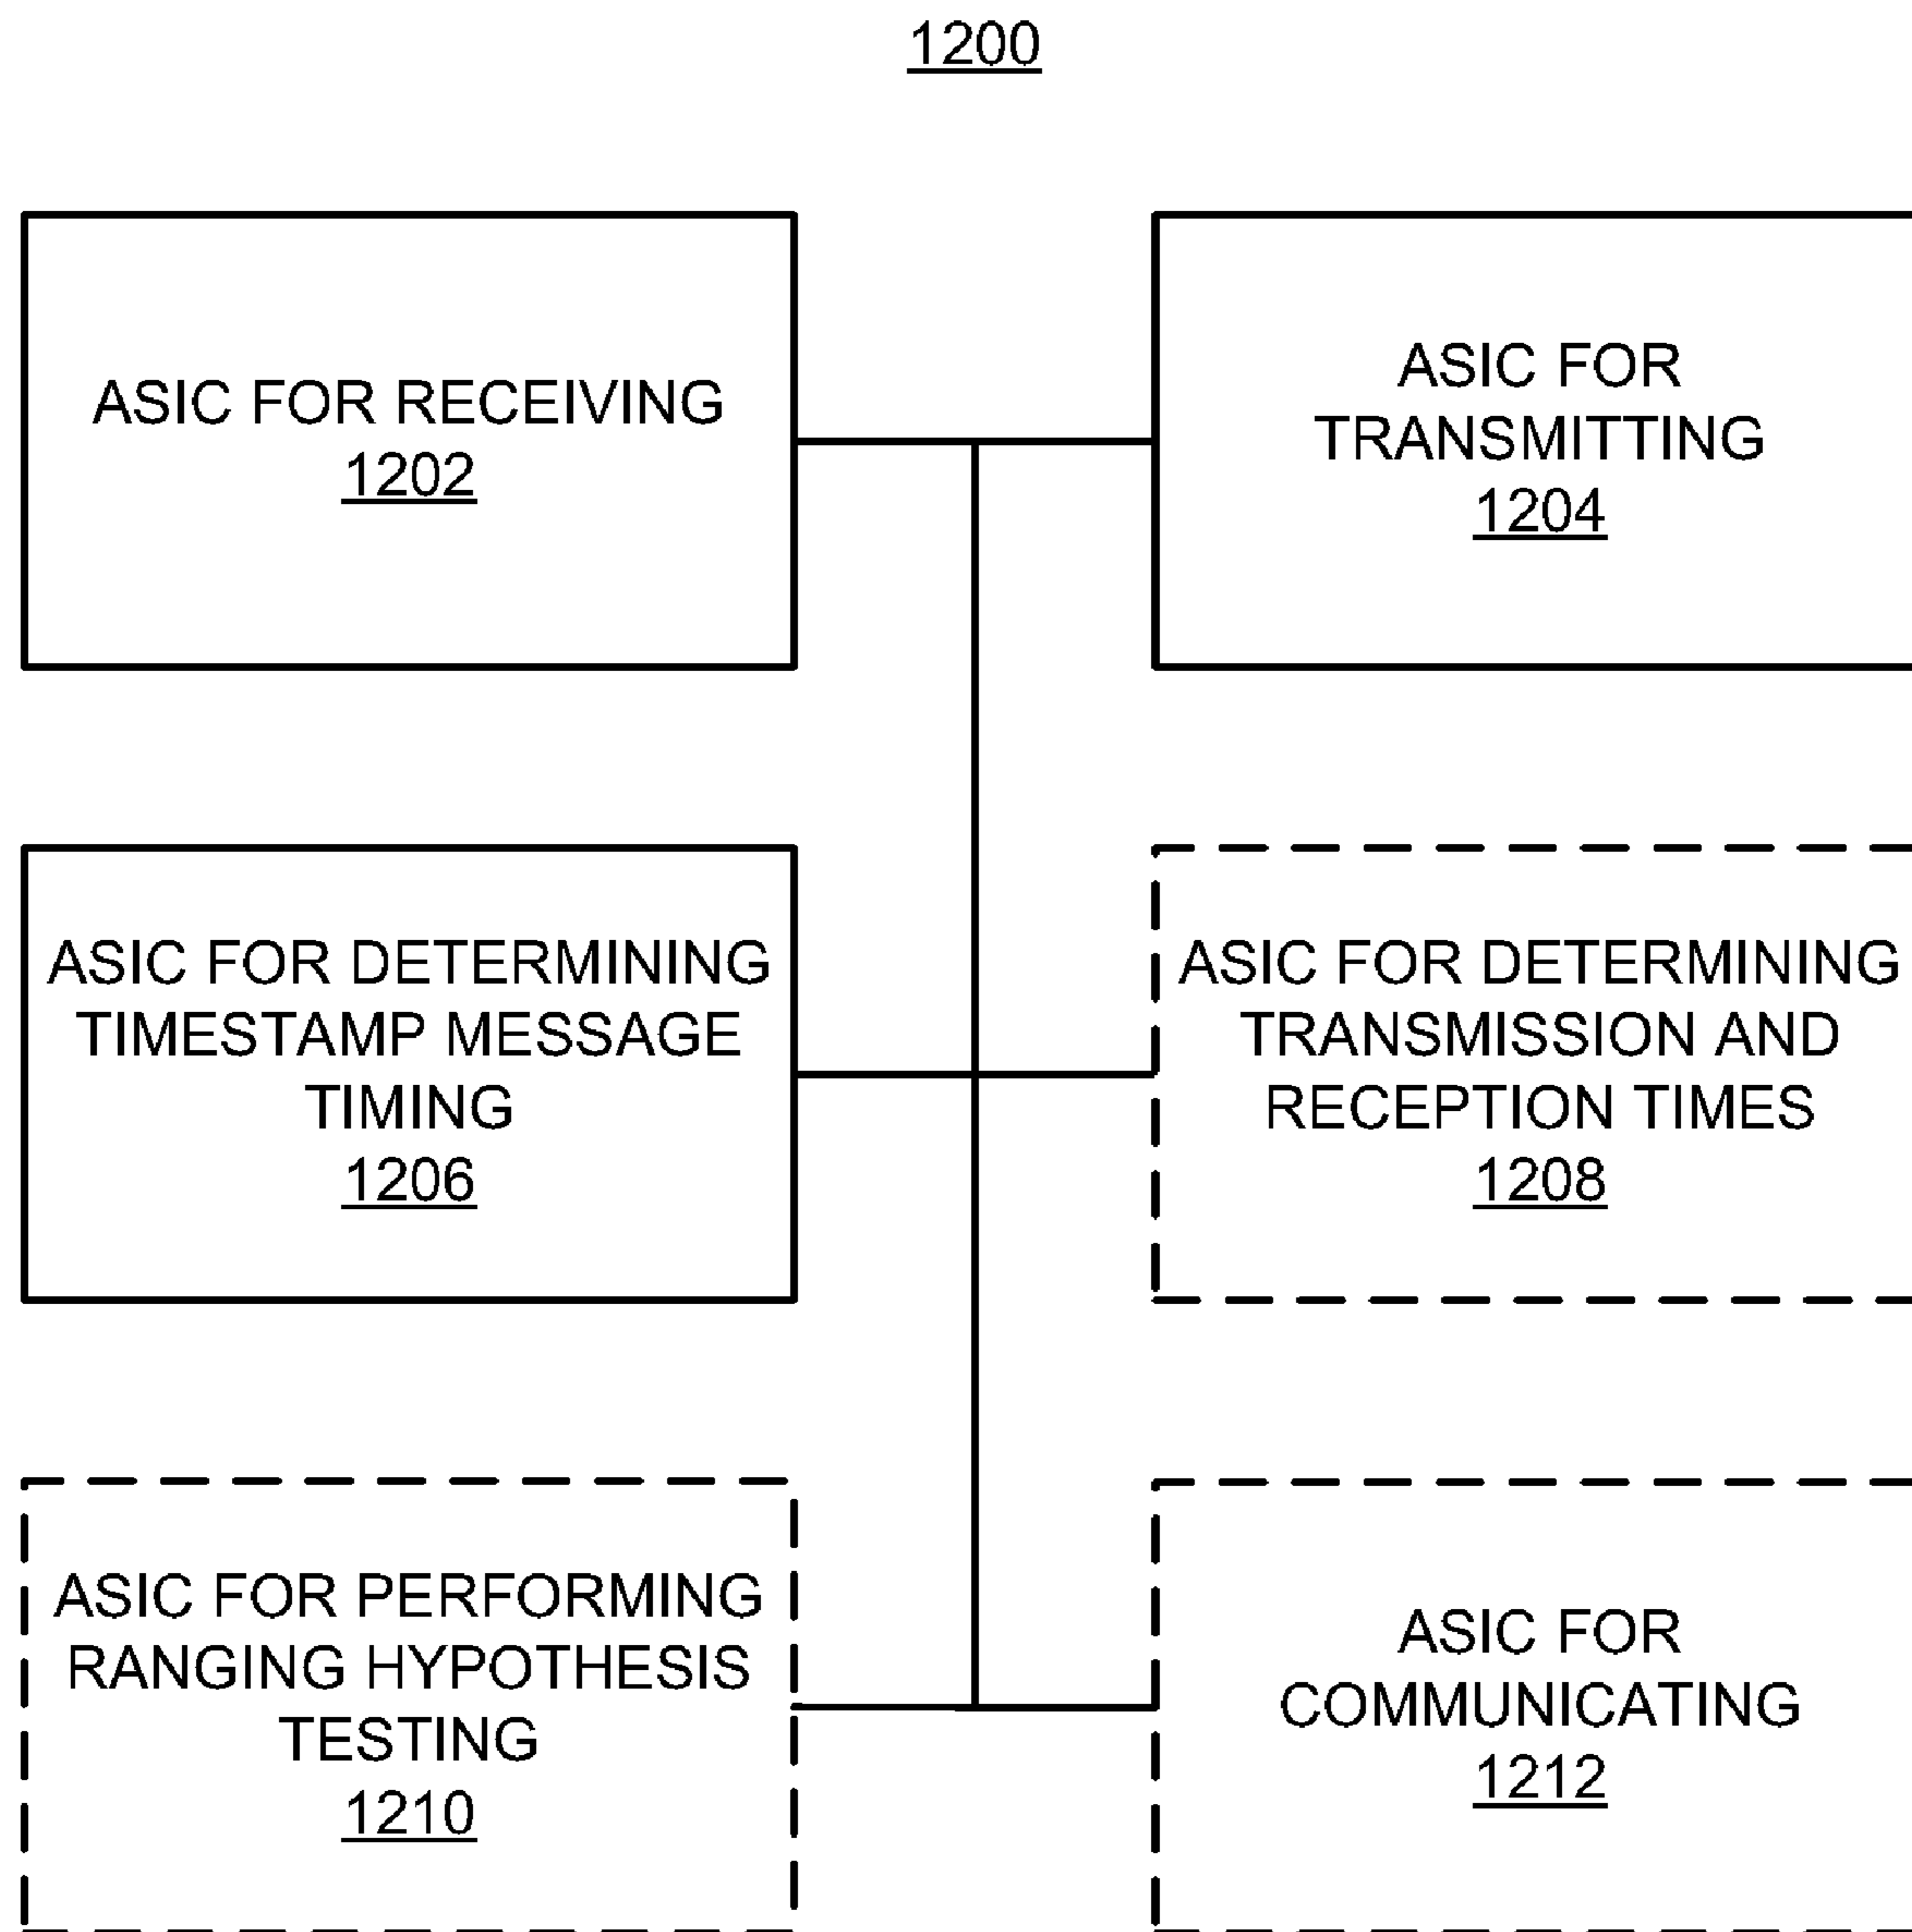 1200
ASIC FOR RECEIVING
1202
ASIC FOR
TRANSMITTING
1204
ASIC FOR DETERMINING
TIMESTAMP MESSAGE
TIMING
1206
ASIC FOR DETERMINING
TRANSMISSION AND
RECEPTION TIMES
1208
ASIC FOR PERFORMING
RANGING HYPOTHESIS
TESTING
1210
ASIC FOR
COMMUNICATING
1212